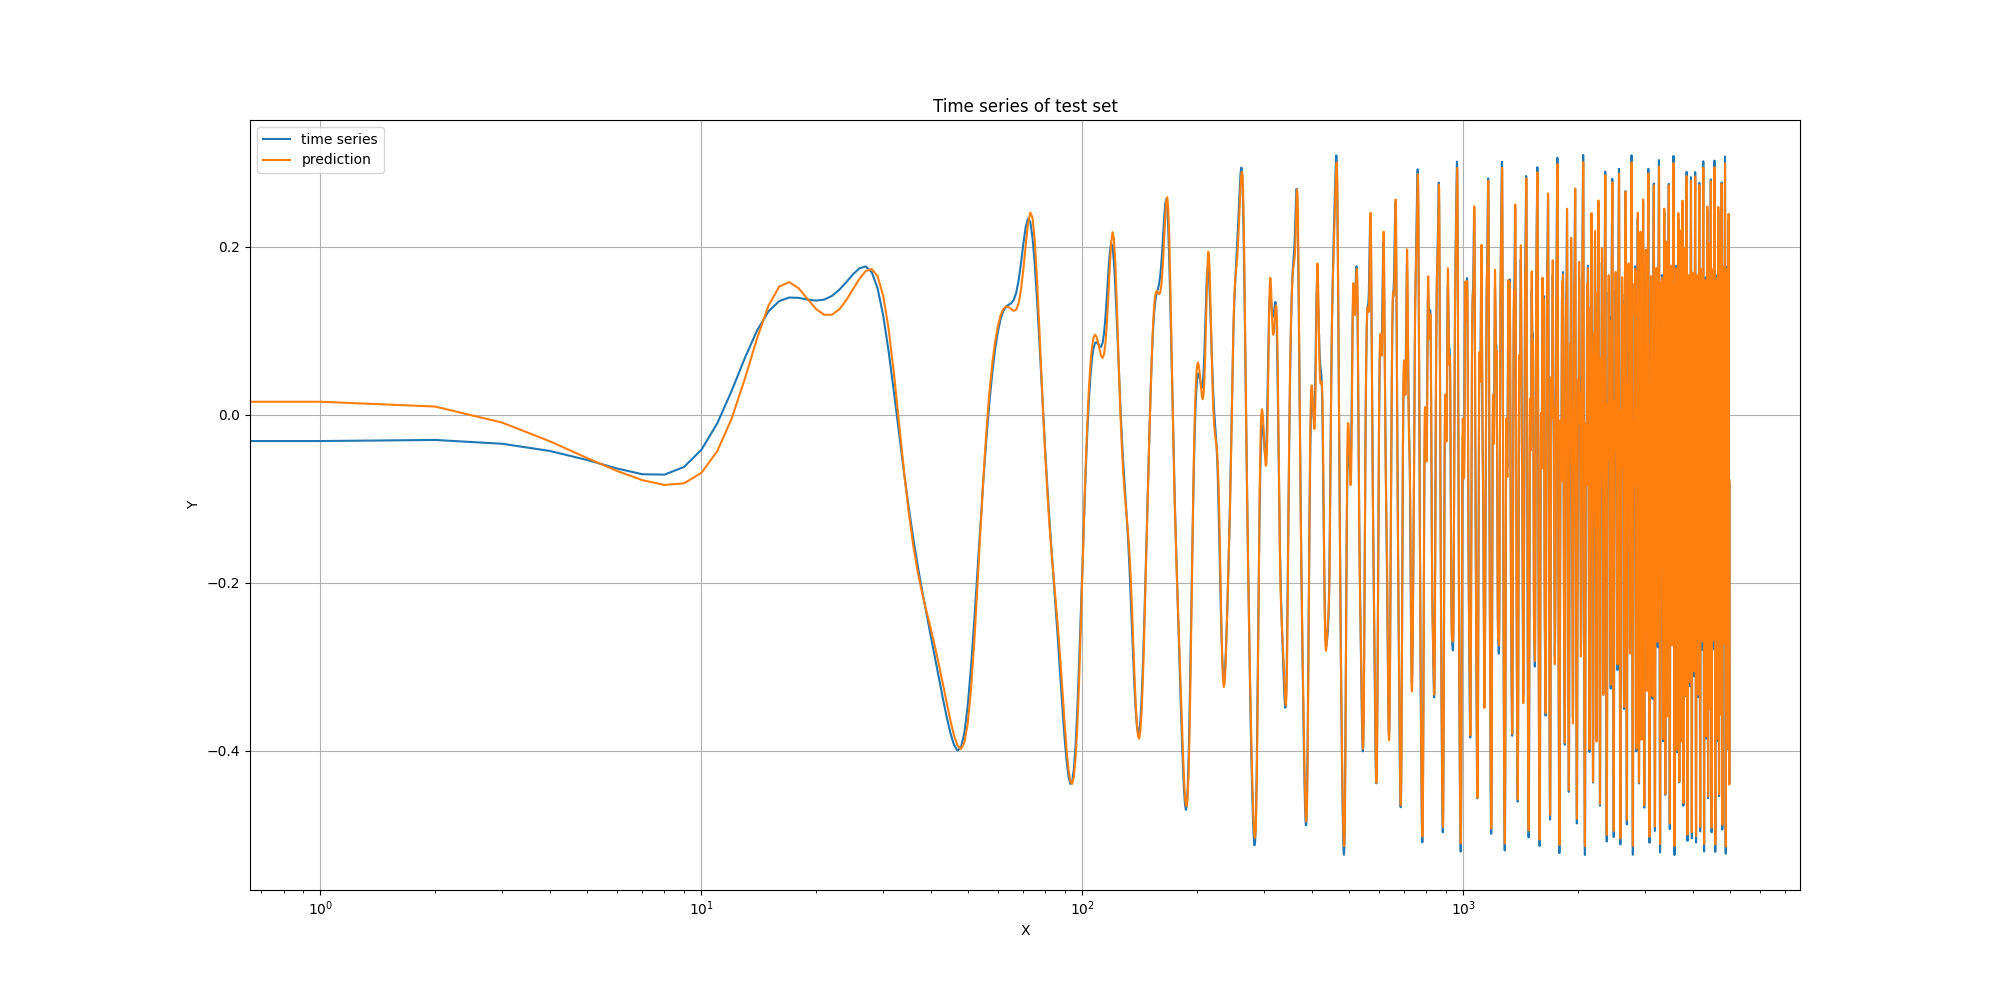 Time series of test set
time series
prediction
0.2
0.0
−0.2
−0.4
Y
10⁰ 10¹ 10² 10³
X